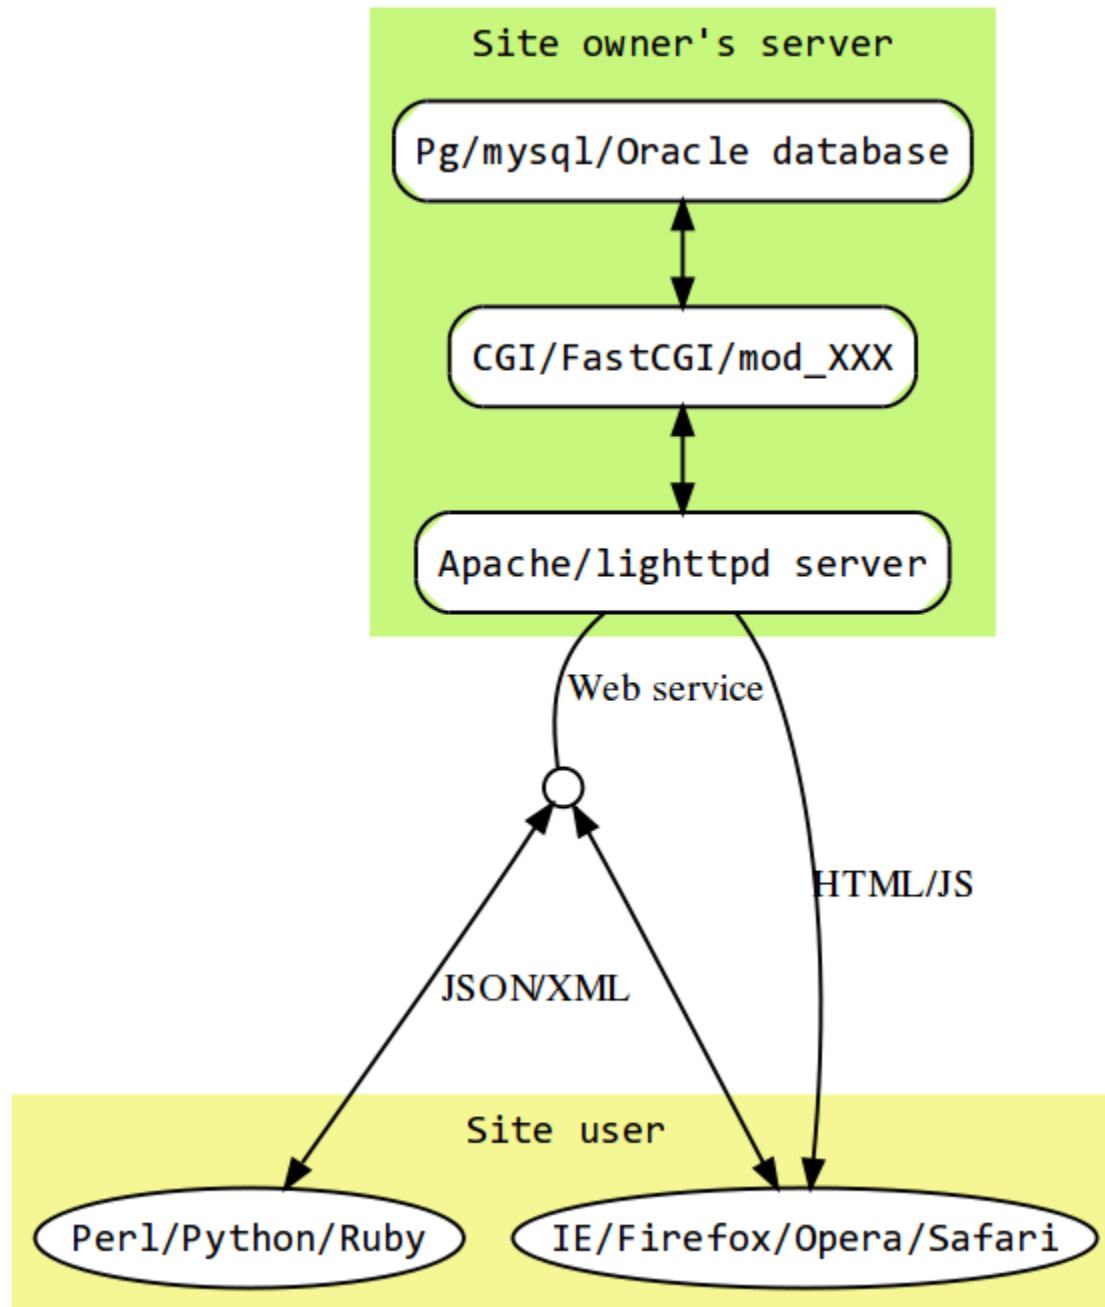 Site owner's server
Pg/mysql/Oracle database
CGI/FastCGI/mod_XXX
Apache/lighttpd server
Web service
HTML/JS
JSON/XML
Site user
Perl/Python/Ruby
IE/Firefox/Opera/Safari